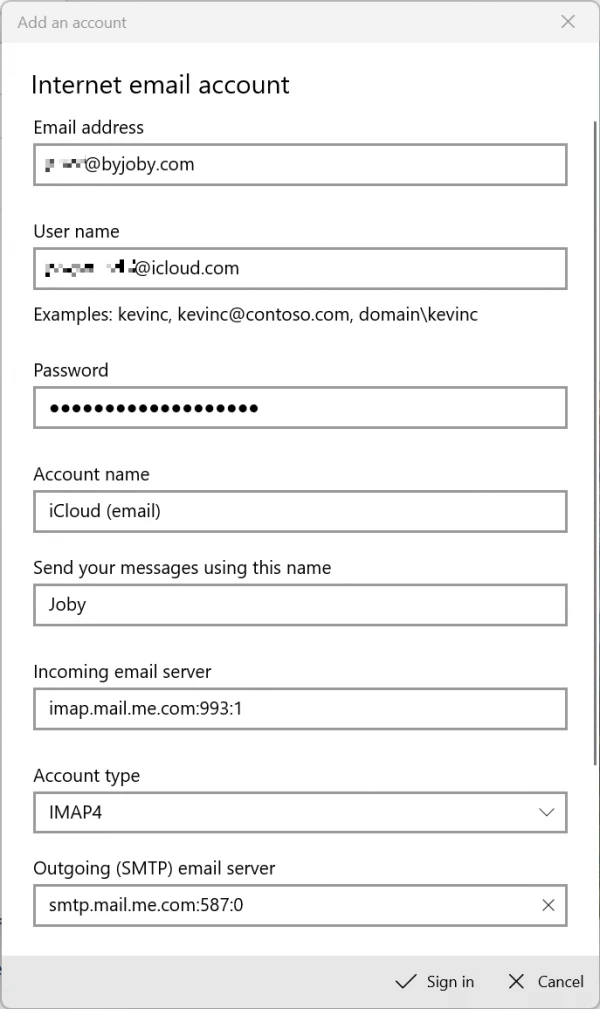 Add an account
Internet email account
Email address
@byjoby.com
User name
@icloud.com
Examples: kevinc, kevinc@contoso.com, domain\kevinc
Password
●●●●●●●●●●●●●●●●●●●
Account name
iCloud (email)
Send your messages using this name
Joby
Incoming email server
imap.mail.me.com:993:1
Account type
IMAP4
Outgoing (SMTP) email server
smtp.mail.me.com:587:0
Sign in
Cancel